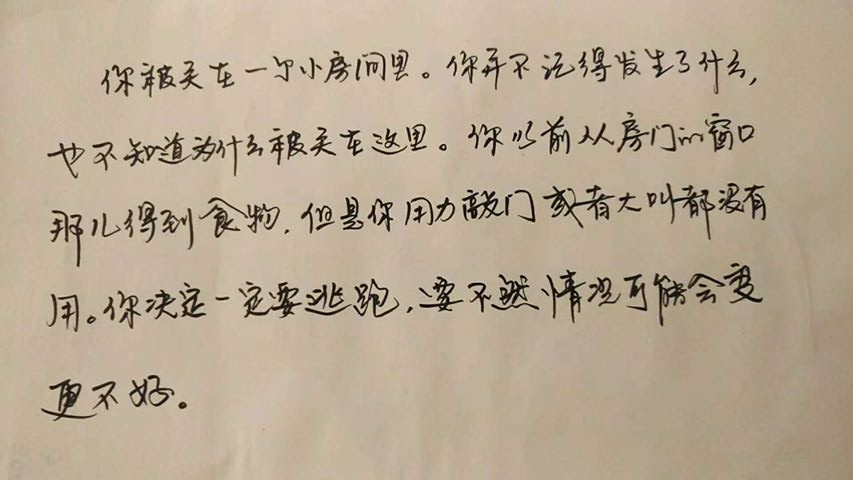 你被关在一个小房间里。你并不记得发生了什么,
也不知道为什么被关在这里。你以前从房门的窗口
那儿得到食物,但是你用力敲门或者大叫都没有
用。你决定一定要逃跑,要不然情况可能会变
更不好。